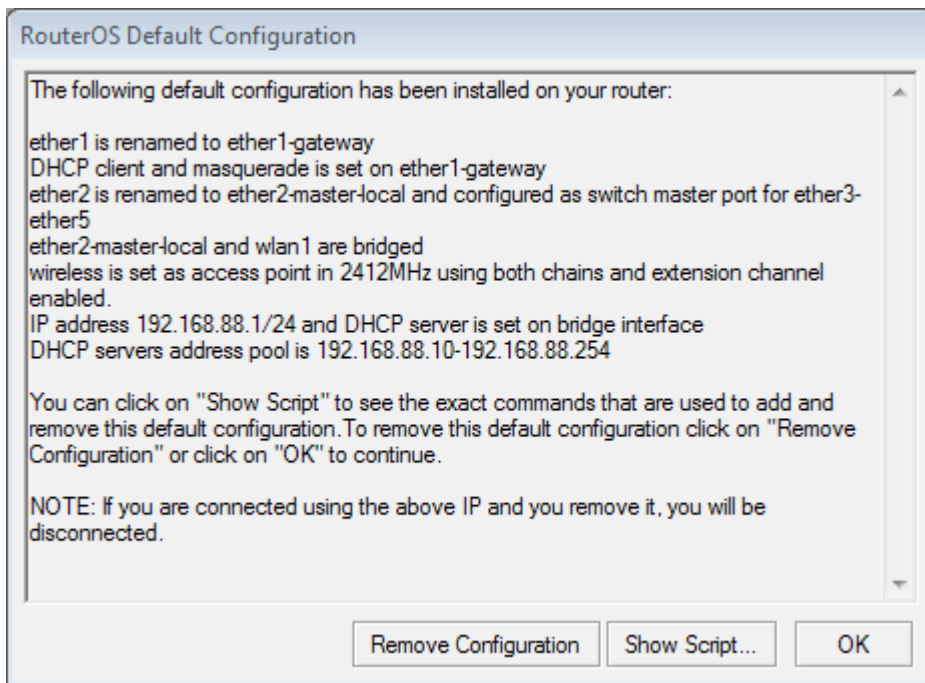 RouterOS Default Configuration
The following default configuration has been installed on your router:
ether1 is renamed to ether1-gateway
DHCP client and masquerade is set on ether1-gateway
ether2 is renamed to ether2-master-local and configured as switch master port for ether3-
ether5
ether2-master-local and wlan1 are bridged
wireless is set as access point in 2412MHz using both chains and extension channel
enabled.
IP address 192.168.88.1/24 and DHCP server is set on bridge interface
DHCP servers address pool is 192.168.88.10-192.168.88.254
You can click on "Show Script" to see the exact commands that are used to add and
remove this default configuration.To remove this default configuration click on "Remove
Configuration" or click on "OK" to continue.
NOTE: If you are connected using the above IP and you remove it, you will be
disconnected.
Remove Configuration
Show Script...
OK